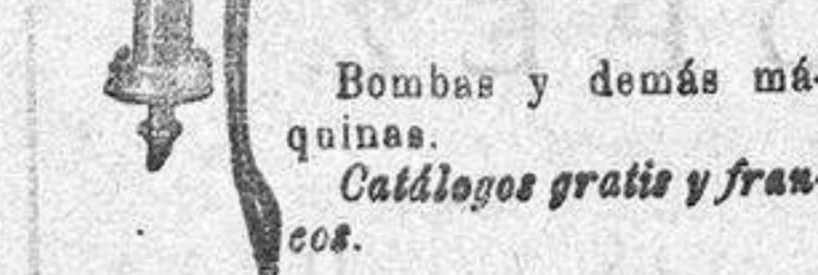 Bombas y demás má-
quinas.
Catálogos gratis y fran-
cos.